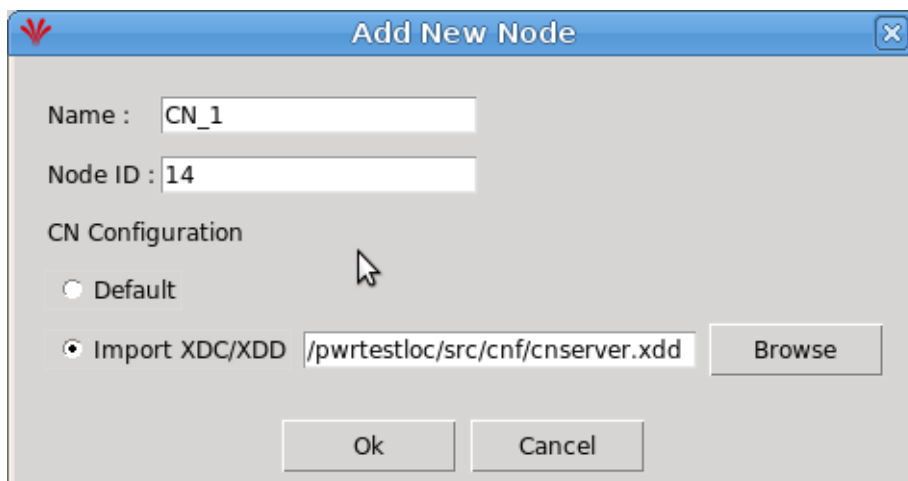 Add New Node
Name : CN_1
Node ID : 14
CN Configuration
Default
Import XDC/XDD /pwrtestloc/src/cnf/cnserver.xdd Browse
Ok Cancel